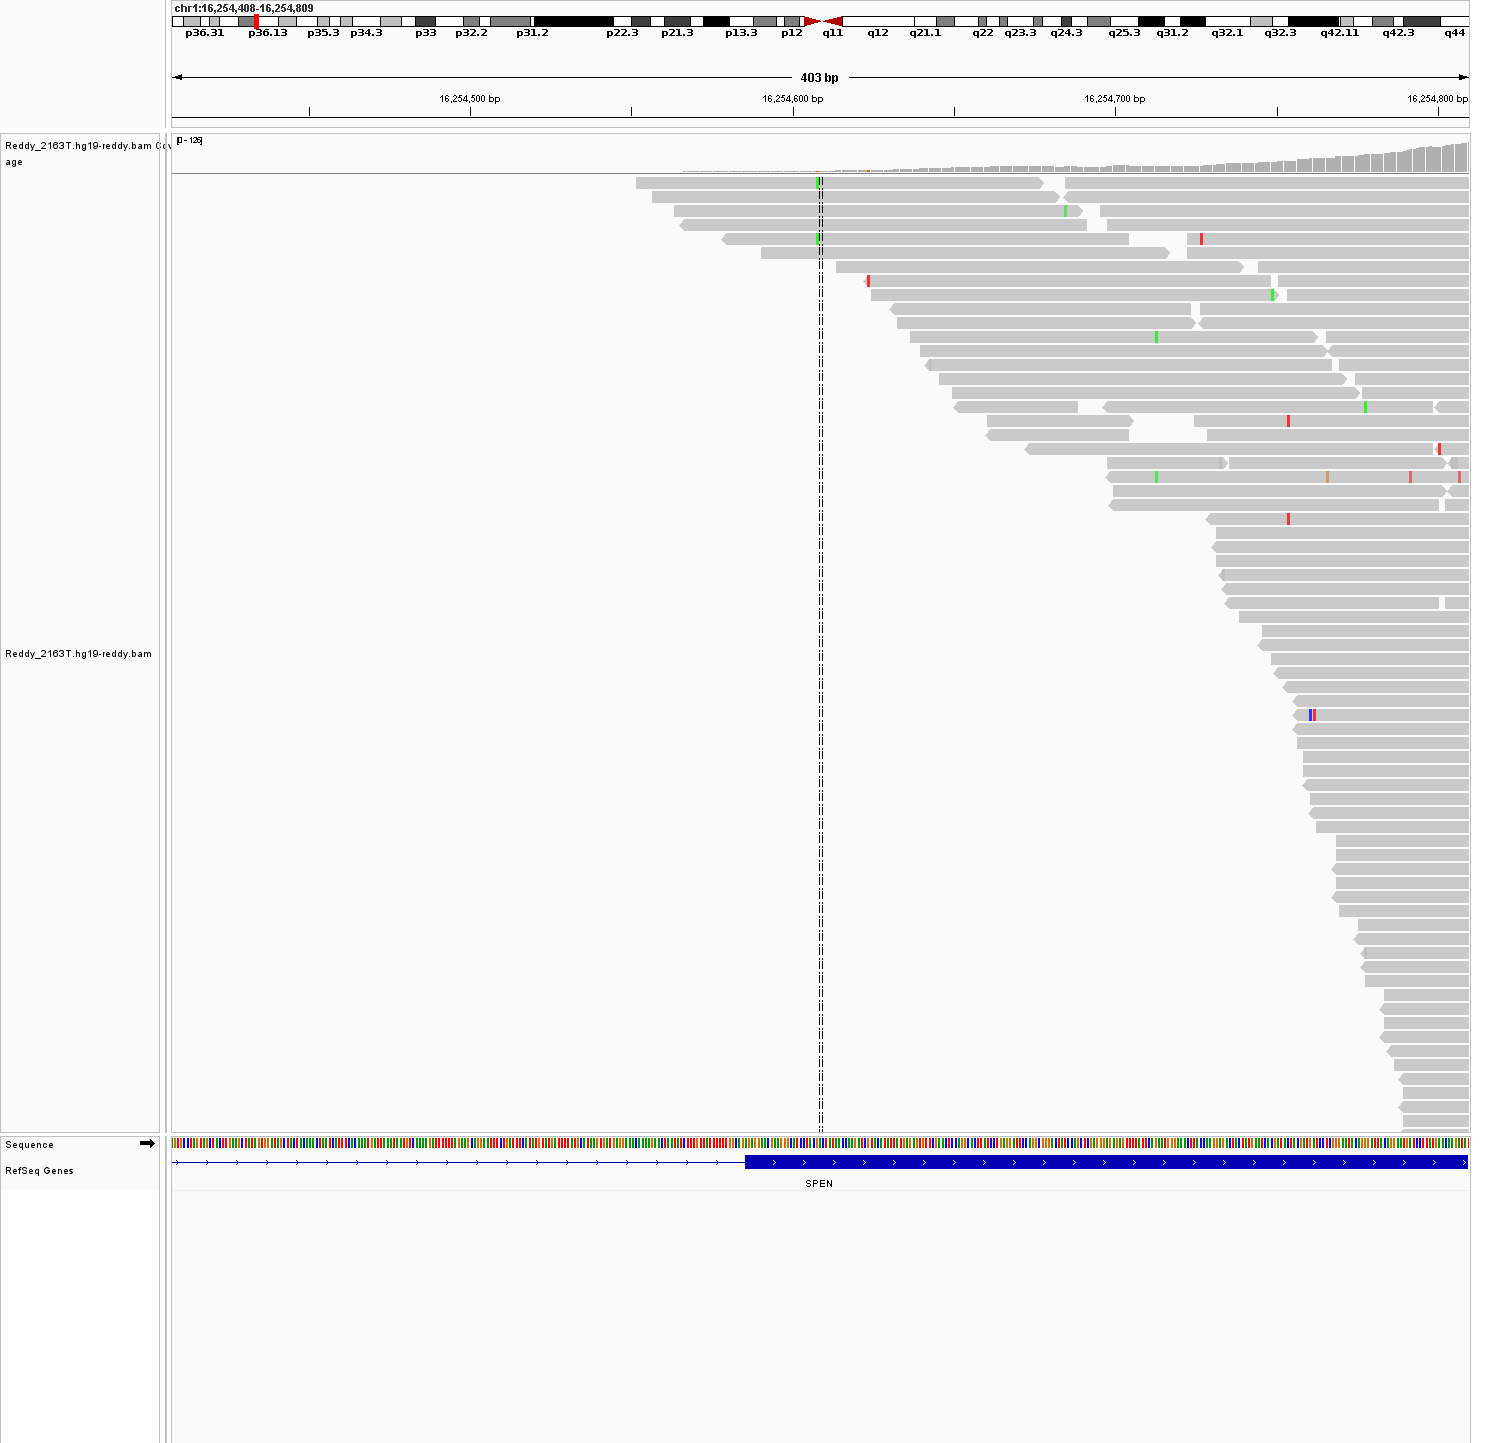 chr1:16,254,408-16,254,809
p36.31 p36.13 p35.3 p34.3 p33 p32.2 p31.2 p22.3 p21.3 p13.3 p12 q11 q12 q21.1 q22 q23.3 q24.3 q25.3 q31.2 q32.1 q32.3 q42.11 q42.3 q44
403 bp
16,254,500 bp 16,254,600 bp 16,254,700 bp 16,254,800 bp
[0 - 126]
Reddy_2163T.hg19-reddy.bam Cov
age
Reddy_2163T.hg19-reddy.bam
Sequence
RefSeq Genes
SPEN